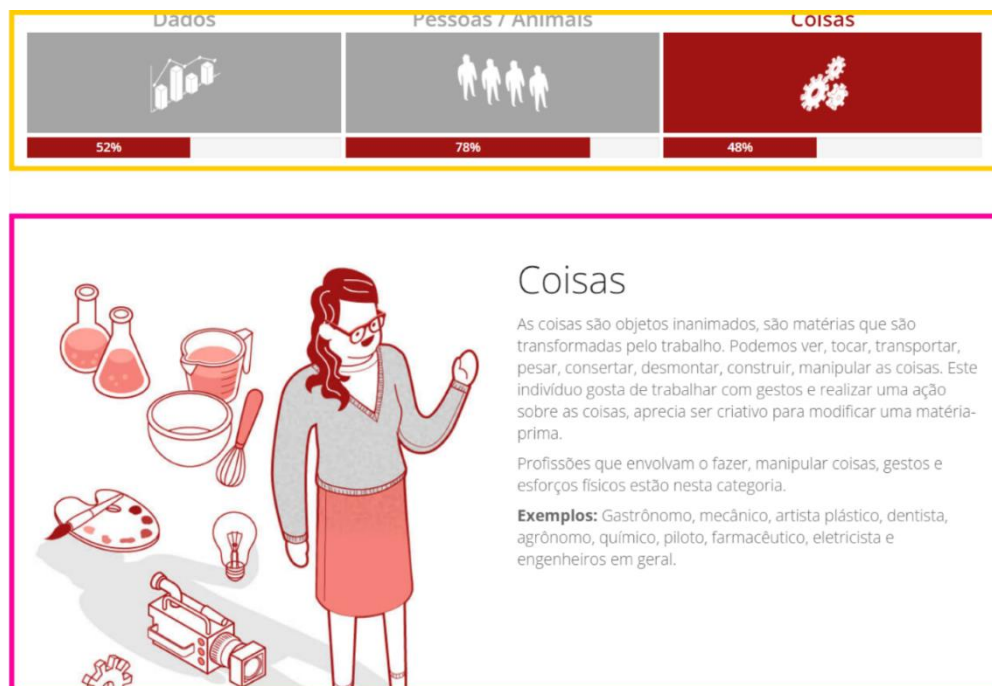 Dados
Pessoas / Animais
Coisas
52%
78%
48%
Coisas
As coisas são objetos inanimados, são matérias que são
transformadas pelo trabalho. Podemos ver, tocar, transportar,
pesar, consertar, desmontar, construir, manipular as coisas. Este
indivíduo gosta de trabalhar com gestos e realizar uma ação
sobre as coisas, aprecia ser criativo para modificar uma matéria-
prima.
Profissões que envolvam o fazer, manipular coisas, gestos e
esforços físicos estão nesta categoria.
Exemplos: Gastrônomo, mecânico, artista plástico, dentista,
agrônomo, químico, piloto, farmacêutico, eletricista e
engenheiros em geral.